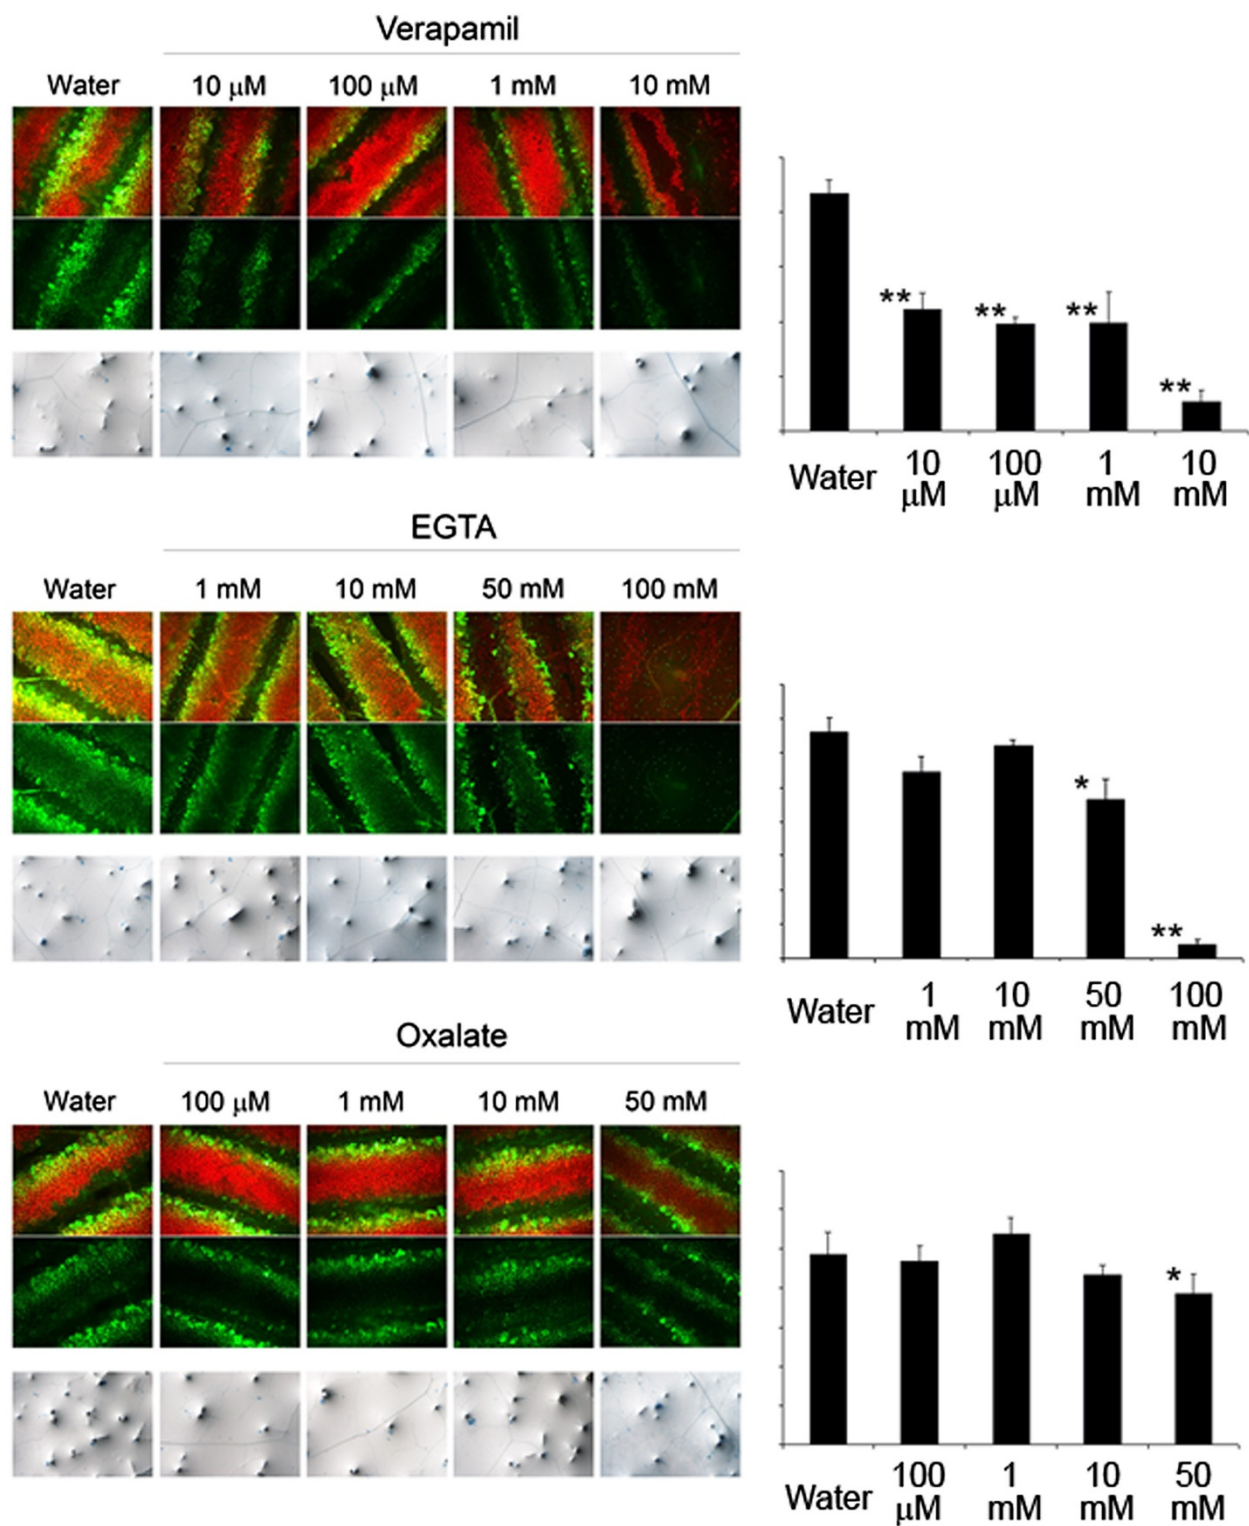 Verapamil
Water 10 μM 100 μM 1 mM 10 mM
** ** ** **
Water 10 μM 100 μM 1 mM 10 mM
EGTA
Water 1 mM 10 mM 50 mM 100 mM
* **
Water 1 mM 10 mM 50 mM 100 mM
Oxalate
Water 100 μM 1 mM 10 mM 50 mM
*
Water 100 μM 1 mM 10 mM 50 mM